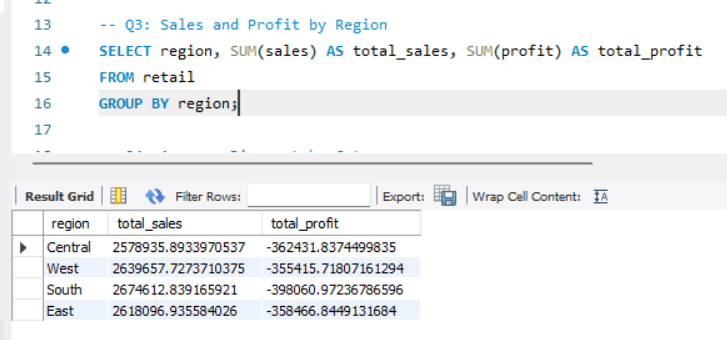 13 -- Q3: Sales and Profit by Region
14 SELECT region, SUM(sales) AS total_sales, SUM(profit) AS total_profit
15 FROM retail
16 GROUP BY region;
17
Result Grid Filter Rows: Export: Wrap Cell Content:
region total_sales total_profit
Central 2578935.8933970537 -362431.8374499835
West 2639657.7273710375 -355415.71807161294
South 2674612.839165921 -398060.97236786596
East 2618096.935584026 -358466.8449131684